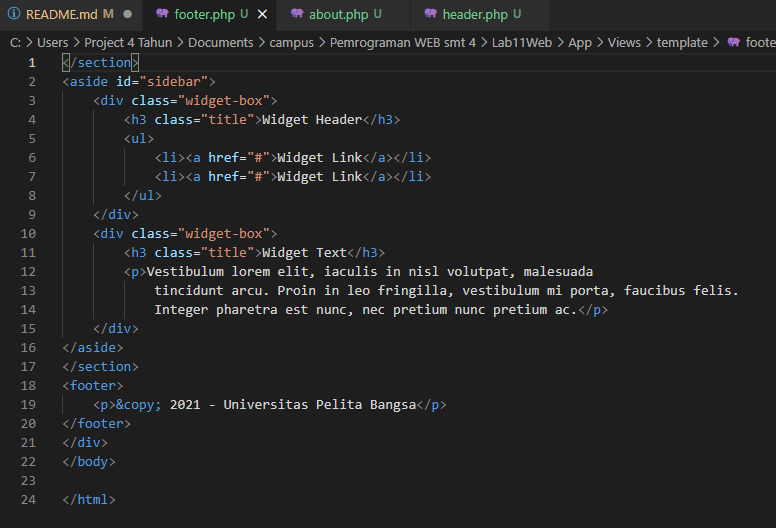 README.md M footer.php U about.php U header.php U
C: > Users > Project 4 Tahun > Documents > campus > Pemrograman WEB smt 4 > Lab11Web > App > Views > template > foote
1 </section>
2 <aside id="sidebar">
3 <div class="widget-box">
4 <h3 class="title">Widget Header</h3>
5 <ul>
6 <li><a href="#">Widget Link</a></li>
7 <li><a href="#">Widget Link</a></li>
8 </ul>
9 </div>
10 <div class="widget-box">
11 <h3 class="title">Widget Text</h3>
12 <p>Vestibulum lorem elit, iaculis in nisl volutpat, malesuada
13 tincidunt arcu. Proin in leo fringilla, vestibulum mi porta, faucibus felis.
14 Integer pharetra est nunc, nec pretium nunc pretium ac.</p>
15 </div>
16 </aside>
17 </section>
18 <footer>
19 <p>&copy; 2021 - Universitas Pelita Bangsa</p>
20 </footer>
21 </div>
22 </body>
23
24 </html>